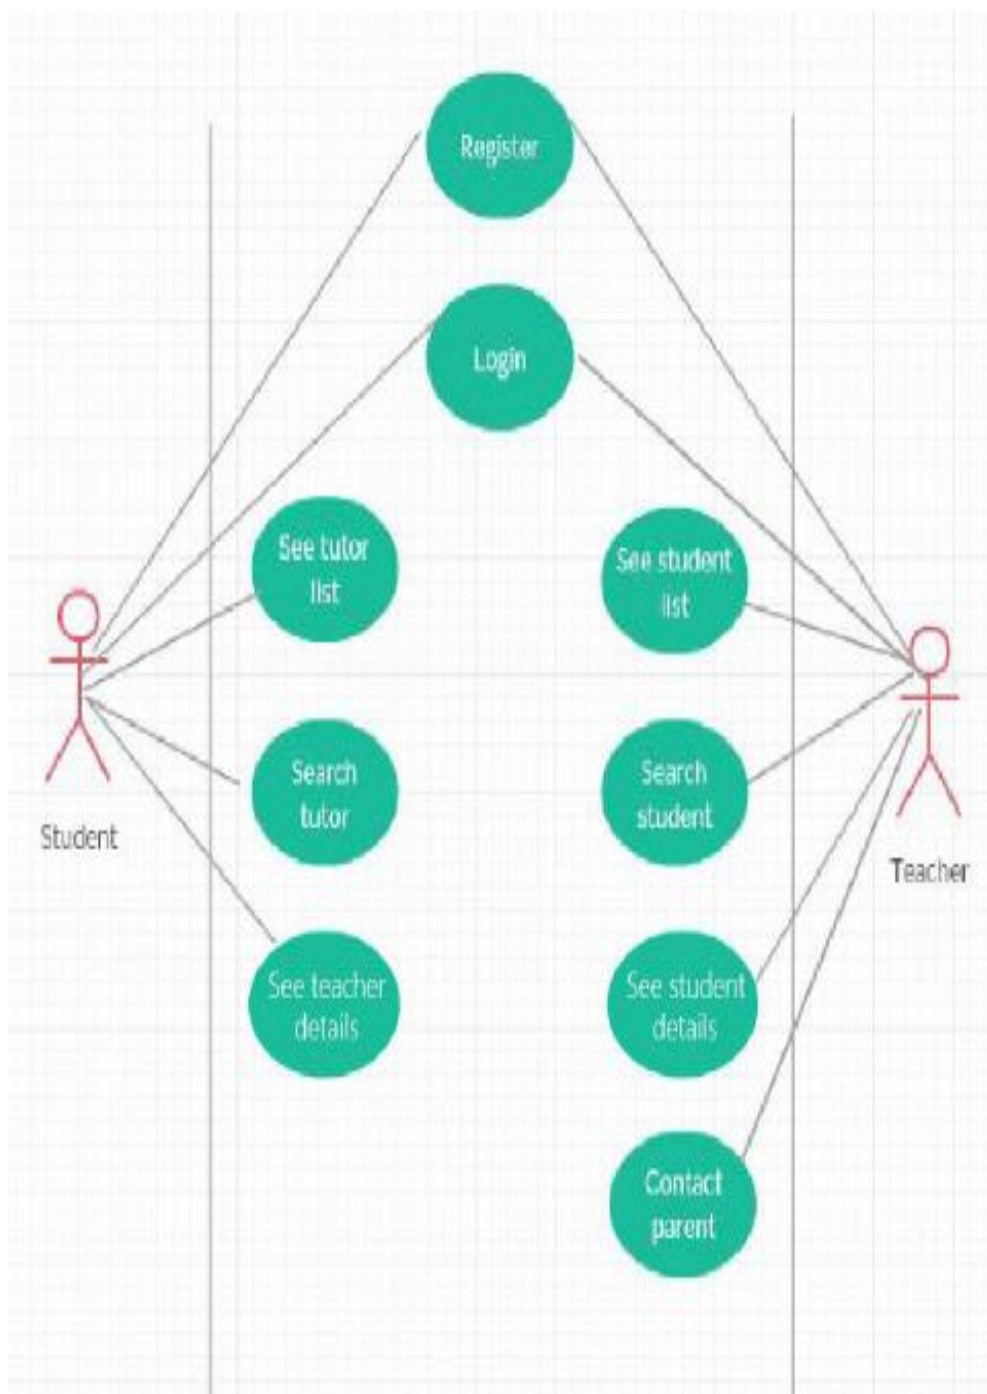 Register
Login
See tutor
list
See student
list
Search
tutor
Search
student
Student
Teacher
See teacher
details
See student
details
Contact
parent